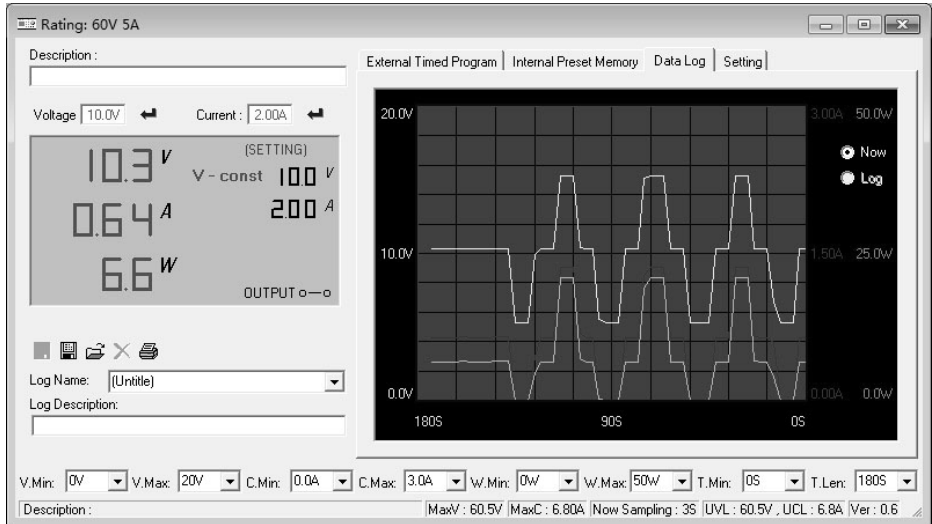 Rating: 60V 5A
Description :
Voltage 10.0V Current : 2.00A
10.3 V
(SETTING)
V - const 10.0 V
0.64 A
2.00 A
6.6 W
OUTPUT
Log Name: (Untitle)
Log Description:
External Timed Program Internal Preset Memory Data Log Setting
20.0V 3.00A 50.0W
Now
Log
10.0V 1.50A 25.0W
0.0V 0.00A 0.0W
180S 90S 0S
V.Min: 0V V.Max: 20V C.Min: 0.0A C.Max: 3.0A W.Min: 0W W.Max: 50W T.Min: 0S T.Len: 180S
Description : MaxV : 60.5V MaxC : 6.80A Now Sampling : 3S UVL : 60.5V , UCL : 6.8A Ver : 0.6